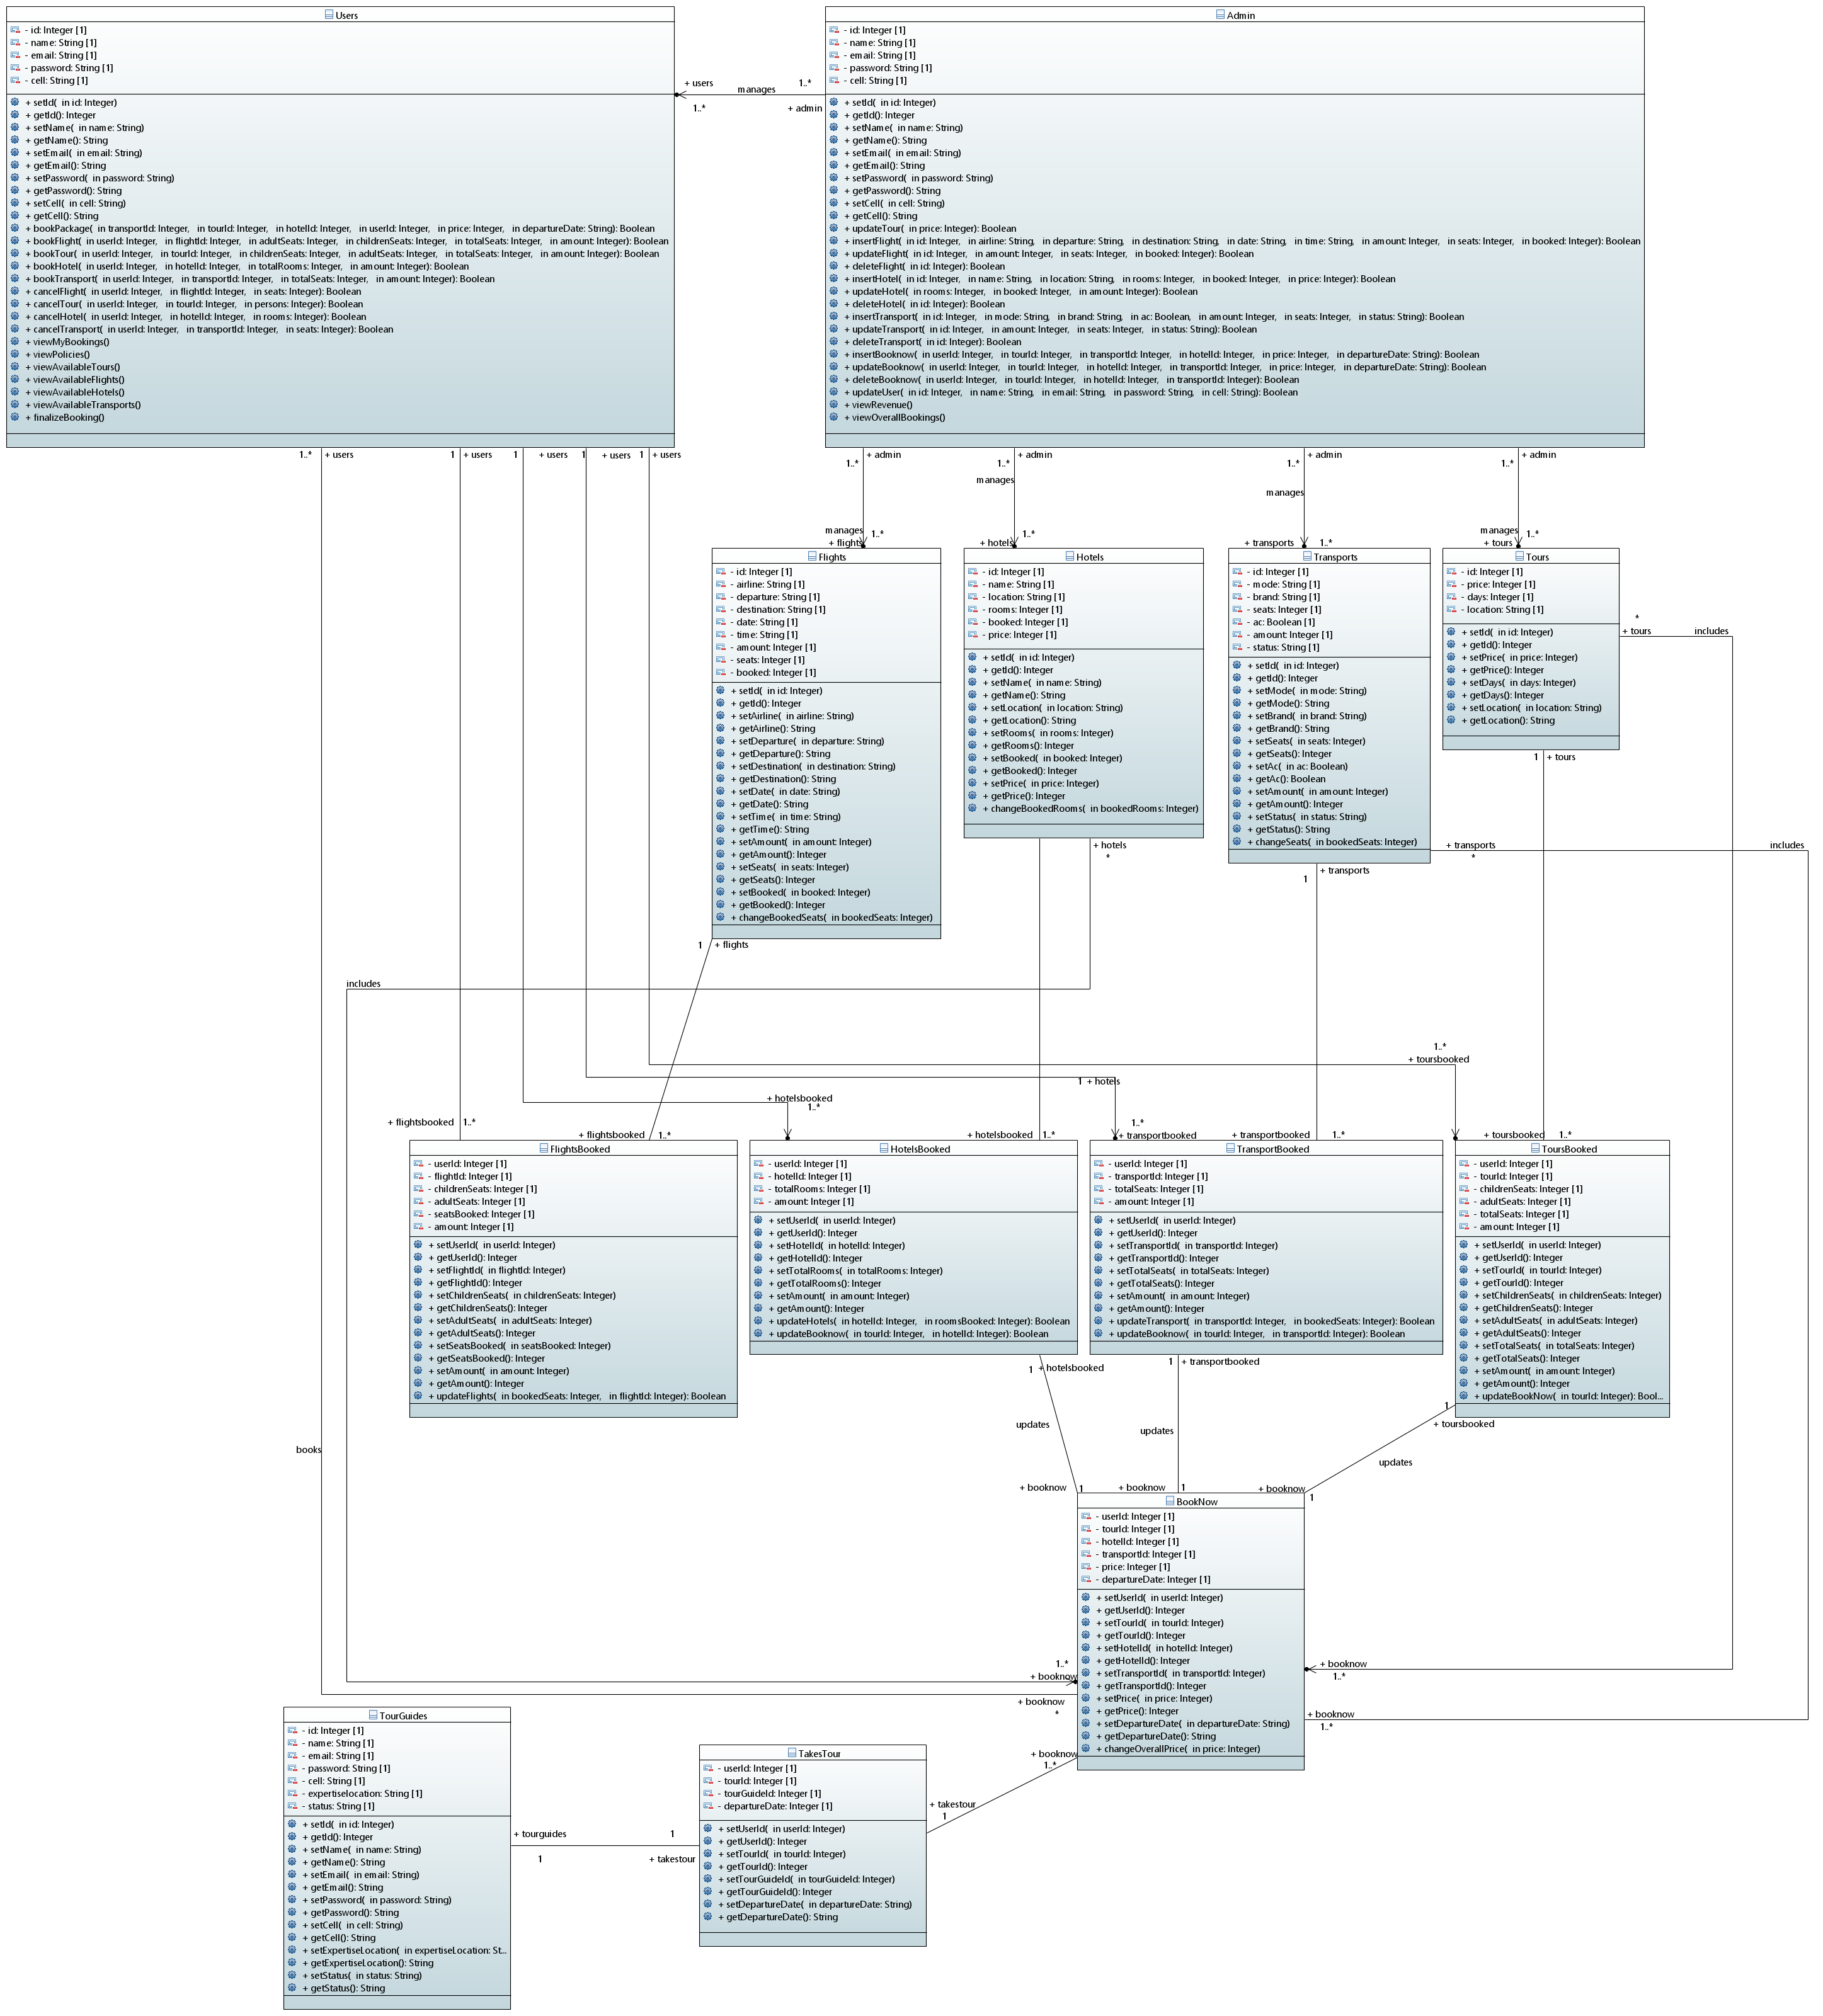 Users
- id: Integer [1]
- name: String [1]
- email: String [1]
- password: String [1]
- cell: String [1]
+ setId(  in id: Integer)
+ getId(): Integer
+ setName(  in name: String)
+ getName(): String
+ setEmail(  in email: String)
+ getEmail(): String
+ setPassword(  in password: String)
+ getPassword(): String
+ setCell(  in cell: String)
+ getCell(): String
+ bookPackage(  in transportId: Integer,   in tourId: Integer,   in hotelId: Integer,   in userId: Integer,   in price: Integer,   in departureDate: String): Boolean
+ bookFlight(  in userId: Integer,   in flightId: Integer,   in adultSeats: Integer,   in childrenSeats: Integer,   in totalSeats: Integer,   in amount: Integer): Boolean
+ bookTour(  in userId: Integer,   in tourId: Integer,   in childrenSeats: Integer,   in adultSeats: Integer,   in totalSeats: Integer,   in amount: Integer): Boolean
+ bookHotel(  in userId: Integer,   in hotelId: Integer,   in totalRooms: Integer,   in amount: Integer): Boolean
+ bookTransport(  in userId: Integer,   in transportId: Integer,   in totalSeats: Integer,   in amount: Integer): Boolean
+ cancelFlight(  in userId: Integer,   in flightId: Integer,   in seats: Integer): Boolean
+ cancelTour(  in userId: Integer,   in tourId: Integer,   in persons: Integer): Boolean
+ cancelHotel(  in userId: Integer,   in hotelId: Integer,   in rooms: Integer): Boolean
+ cancelTransport(  in userId: Integer,   in transportId: Integer,   in seats: Integer): Boolean
+ viewMyBookings()
+ viewPolicies()
+ viewAvailableTours()
+ viewAvailableFlights()
+ viewAvailableHotels()
+ viewAvailableTransports()
+ finalizeBooking()
+ users
1..*
manages
1..*
+ admin
Admin
- id: Integer [1]
- name: String [1]
- email: String [1]
- password: String [1]
- cell: String [1]
+ setId(  in id: Integer)
+ getId(): Integer
+ setName(  in name: String)
+ getName(): String
+ setEmail(  in email: String)
+ getEmail(): String
+ setPassword(  in password: String)
+ getPassword(): String
+ setCell(  in cell: String)
+ getCell(): String
+ updateTour(  in price: Integer): Boolean
+ insertFlight(  in id: Integer,   in airline: String,   in departure: String,   in destination: String,   in date: String,   in time: String,   in amount: Integer,   in seats: Integer,   in booked: Integer): Boolean
+ updateFlight(  in id: Integer,   in amount: Integer,   in seats: Integer,   in booked: Integer): Boolean
+ deleteFlight(  in id: Integer): Boolean
+ insertHotel(  in id: Integer,   in name: String,   in location: String,   in rooms: Integer,   in booked: Integer,   in price: Integer): Boolean
+ updateHotel(  in rooms: Integer,   in booked: Integer,   in amount: Integer): Boolean
+ deleteHotel(  in id: Integer): Boolean
+ insertTransport(  in id: Integer,   in mode: String,   in brand: String,   in ac: Boolean,   in amount: Integer,   in seats: Integer,   in status: String): Boolean
+ updateTransport(  in id: Integer,   in amount: Integer,   in seats: Integer,   in status: String): Boolean
+ deleteTransport(  in id: Integer): Boolean
+ insertBooknow(  in userId: Integer,   in tourId: Integer,   in transportId: Integer,   in hotelId: Integer,   in price: Integer,   in departureDate: String): Boolean
+ updateBooknow(  in userId: Integer,   in tourId: Integer,   in hotelId: Integer,   in transportId: Integer,   in price: Integer,   in departureDate: String): Boolean
+ deleteBooknow(  in userId: Integer,   in tourId: Integer,   in hotelId: Integer,   in transportId: Integer): Boolean
+ updateUser(  in id: Integer,   in name: String,   in email: String,   in password: String,   in cell: String): Boolean
+ viewRevenue()
+ viewOverallBookings()
1..* + users
1 + users
1 + users
1 + users
1 + users
1..* + admin
manages
+ flights 1..*
1..* + admin
manages
+ hotels 1..*
1..* + admin
manages
+ transports 1..*
1..* + admin
manages
+ tours 1..*
Flights
- id: Integer [1]
- airline: String [1]
- departure: String [1]
- destination: String [1]
- date: String [1]
- time: String [1]
- amount: Integer [1]
- seats: Integer [1]
- booked: Integer [1]
+ setId(  in id: Integer)
+ getId(): Integer
+ setAirline(  in airline: String)
+ getAirline(): String
+ setDeparture(  in departure: String)
+ getDeparture(): String
+ setDestination(  in destination: String)
+ getDestination(): String
+ setDate(  in date: String)
+ getDate(): String
+ setTime(  in time: String)
+ getTime(): String
+ setAmount(  in amount: Integer)
+ getAmount(): Integer
+ setSeats(  in seats: Integer)
+ getSeats(): Integer
+ setBooked(  in booked: Integer)
+ getBooked(): Integer
+ changeBookedSeats(  in bookedSeats: Integer)
1 + flights
Hotels
- id: Integer [1]
- name: String [1]
- location: String [1]
- rooms: Integer [1]
- booked: Integer [1]
- price: Integer [1]
+ setId(  in id: Integer)
+ getId(): Integer
+ setName(  in name: String)
+ getName(): String
+ setLocation(  in location: String)
+ getLocation(): String
+ setRooms(  in rooms: Integer)
+ getRooms(): Integer
+ setBooked(  in booked: Integer)
+ getBooked(): Integer
+ setPrice(  in price: Integer)
+ getPrice(): Integer
+ changeBookedRooms(  in bookedRooms: Integer)
+ hotels
*
Transports
- id: Integer [1]
- mode: String [1]
- brand: String [1]
- seats: Integer [1]
- ac: Boolean [1]
- amount: Integer [1]
- status: String [1]
+ setId(  in id: Integer)
+ getId(): Integer
+ setMode(  in mode: String)
+ getMode(): String
+ setBrand(  in brand: String)
+ getBrand(): String
+ setSeats(  in seats: Integer)
+ getSeats(): Integer
+ setAc(  in ac: Boolean)
+ getAc(): Boolean
+ setAmount(  in amount: Integer)
+ getAmount(): Integer
+ setStatus(  in status: String)
+ getStatus(): String
+ changeSeats(  in bookedSeats: Integer)
+ transports
*
includes
+ transports
1
Tours
- id: Integer [1]
- price: Integer [1]
- days: Integer [1]
- location: String [1]
+ setId(  in id: Integer)
+ getId(): Integer
+ setPrice(  in price: Integer)
+ getPrice(): Integer
+ setDays(  in days: Integer)
+ getDays(): Integer
+ setLocation(  in location: String)
+ getLocation(): String
*
+ tours
includes
1 + tours
includes
1..*
+ toursbooked
1 + hotels
+ hotelsbooked
1..*
+ flightsbooked 1..*
+ flightsbooked 1..*
+ hotelsbooked 1..*
1..*
+ transportbooked
+ transportbooked 1..*
+ toursbooked 1..*
FlightsBooked
- userId: Integer [1]
- flightId: Integer [1]
- childrenSeats: Integer [1]
- adultSeats: Integer [1]
- seatsBooked: Integer [1]
- amount: Integer [1]
+ setUserId(  in userId: Integer)
+ getUserId(): Integer
+ setFlightId(  in flightId: Integer)
+ getFlightId(): Integer
+ setChildrenSeats(  in childrenSeats: Integer)
+ getChildrenSeats(): Integer
+ setAdultSeats(  in adultSeats: Integer)
+ getAdultSeats(): Integer
+ setSeatsBooked(  in seatsBooked: Integer)
+ getSeatsBooked(): Integer
+ setAmount(  in amount: Integer)
+ getAmount(): Integer
+ updateFlights(  in bookedSeats: Integer,   in flightId: Integer): Boolean
HotelsBooked
- userId: Integer [1]
- hotelId: Integer [1]
- totalRooms: Integer [1]
- amount: Integer [1]
+ setUserId(  in userId: Integer)
+ getUserId(): Integer
+ setHotelId(  in hotelId: Integer)
+ getHotelId(): Integer
+ setTotalRooms(  in totalRooms: Integer)
+ getTotalRooms(): Integer
+ setAmount(  in amount: Integer)
+ getAmount(): Integer
+ updateHotels(  in hotelId: Integer,   in roomsBooked: Integer): Boolean
+ updateBooknow(  in tourId: Integer,   in hotelId: Integer): Boolean
TransportBooked
- userId: Integer [1]
- transportId: Integer [1]
- totalSeats: Integer [1]
- amount: Integer [1]
+ setUserId(  in userId: Integer)
+ getUserId(): Integer
+ setTransportId(  in transportId: Integer)
+ getTransportId(): Integer
+ setTotalSeats(  in totalSeats: Integer)
+ getTotalSeats(): Integer
+ setAmount(  in amount: Integer)
+ getAmount(): Integer
+ updateTransport(  in transportId: Integer,   in bookedSeats: Integer): Boolean
+ updateBooknow(  in tourId: Integer,   in transportId: Integer): Boolean
ToursBooked
- userId: Integer [1]
- tourId: Integer [1]
- childrenSeats: Integer [1]
- adultSeats: Integer [1]
- totalSeats: Integer [1]
- amount: Integer [1]
+ setUserId(  in userId: Integer)
+ getUserId(): Integer
+ setTourId(  in tourId: Integer)
+ getTourId(): Integer
+ setChildrenSeats(  in childrenSeats: Integer)
+ getChildrenSeats(): Integer
+ setAdultSeats(  in adultSeats: Integer)
+ getAdultSeats(): Integer
+ setTotalSeats(  in totalSeats: Integer)
+ getTotalSeats(): Integer
+ setAmount(  in amount: Integer)
+ getAmount(): Integer
+ updateBookNow(  in tourId: Integer): Bool...
1 + hotelsbooked
updates
+ booknow 1
1 + transportbooked
updates
+ booknow 1
1
+ toursbooked
updates
+ booknow 1
books
BookNow
- userId: Integer [1]
- tourId: Integer [1]
- hotelId: Integer [1]
- transportId: Integer [1]
- price: Integer [1]
- departureDate: Integer [1]
+ setUserId(  in userId: Integer)
+ getUserId(): Integer
+ setTourId(  in tourId: Integer)
+ getTourId(): Integer
+ setHotelId(  in hotelId: Integer)
+ getHotelId(): Integer
+ setTransportId(  in transportId: Integer)
+ getTransportId(): Integer
+ setPrice(  in price: Integer)
+ getPrice(): Integer
+ setDepartureDate(  in departureDate: String)
+ getDepartureDate(): String
+ changeOverallPrice(  in price: Integer)
1..*
+ booknow
+ booknow
*
+ booknow
1..*
+ booknow
1..*
+ booknow
1..*
+ takestour
1
TourGuides
- id: Integer [1]
- name: String [1]
- email: String [1]
- password: String [1]
- cell: String [1]
- expertiselocation: String [1]
- status: String [1]
+ setId(  in id: Integer)
+ getId(): Integer
+ setName(  in name: String)
+ getName(): String
+ setEmail(  in email: String)
+ getEmail(): String
+ setPassword(  in password: String)
+ getPassword(): String
+ setCell(  in cell: String)
+ getCell(): String
+ setExpertiseLocation(  in expertiseLocation: St...
+ getExpertiseLocation(): String
+ setStatus(  in status: String)
+ getStatus(): String
+ tourguides
1
1
+ takestour
TakesTour
- userId: Integer [1]
- tourId: Integer [1]
- tourGuideId: Integer [1]
- departureDate: Integer [1]
+ setUserId(  in userId: Integer)
+ getUserId(): Integer
+ setTourId(  in tourId: Integer)
+ getTourId(): Integer
+ setTourGuideId(  in tourGuideId: Integer)
+ getTourGuideId(): Integer
+ setDepartureDate(  in departureDate: String)
+ getDepartureDate(): String